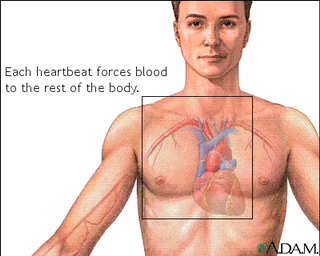 Each heartbeat forces blood
to the rest of the body.
A.D.A.M.